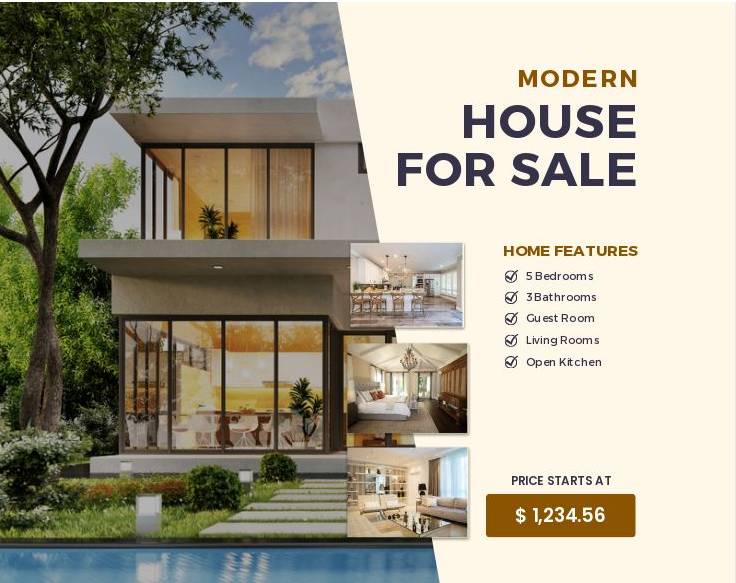 MODERN
HOUSE
FOR SALE
HOME FEATURES
5 Bedrooms
3 Bathrooms
Guest Room
Living Rooms
Open Kitchen
PRICE STARTS AT
$ 1,234.56